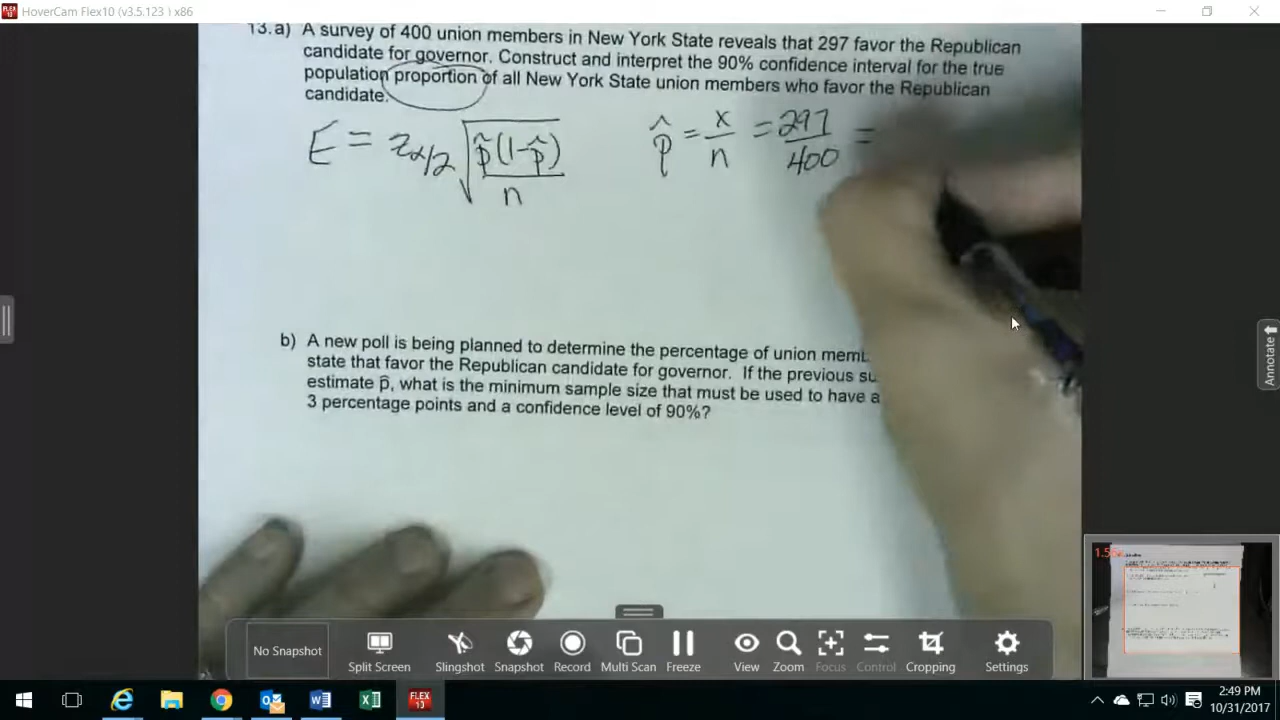 HoverCam Flex10 (v3.5.123 ) x86
13. a) A survey of 400 union members in New York State reveals that 297 favor the Republican
candidate for governor. Construct and interpret the 90% confidence interval for the true
population proportion of all New York State union members who favor the Republican
candidate.
E = z α/2 √ p̂(1-p̂) / n
p̂ = x / n = 297 / 400 =
b) A new poll is being planned to determine the percentage of union memb
state that favor the Republican candidate for governor. If the previous su
estimate p̂, what is the minimum sample size that must be used to have a
3 percentage points and a confidence level of 90%?
Annotate
No Snapshot
Split Screen
Slingshot
Snapshot
Record
Multi Scan
Freeze
View
Zoom
Focus
Control
Cropping
Settings
FLEX
13
2:49 PM
10/31/2017